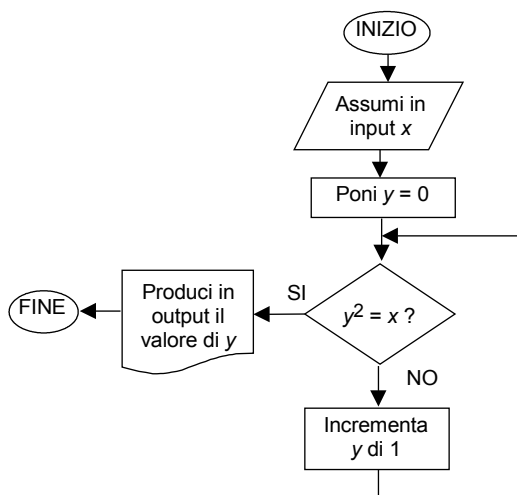 INIZIO
Assumi in
input x
Poni y = 0
y² = x ?
SI
Produci in
output il
valore di y
FINE
NO
Incrementa
y di 1